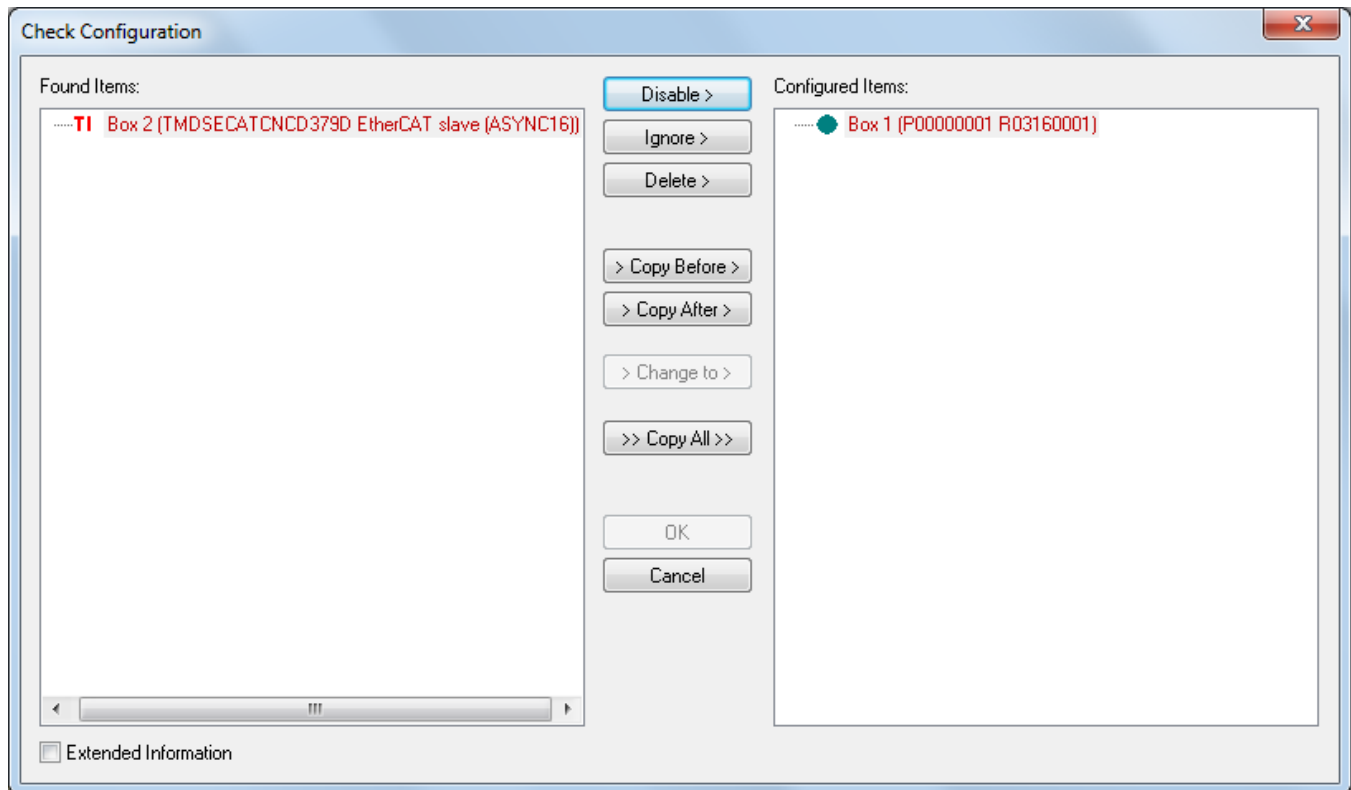 Check Configuration
Found Items:
TI Box 2 (TMDSECATCNCD379D EtherCAT slave (ASYNC16))
Disable >
Ignore >
Delete >
> Copy Before >
> Copy After >
> Change to >
>> Copy All >>
OK
Cancel
Configured Items:
Box 1 (P00000001 R03160001)
Extended Information